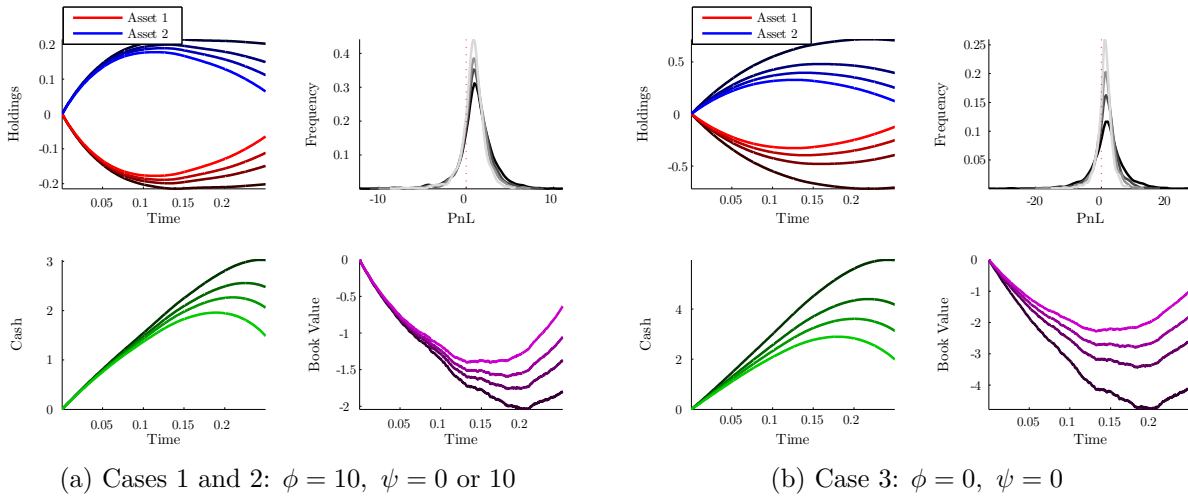 Asset 1
Asset 2
Holdings
0.2
0.1
0
-0.1
-0.2
0.05
0.1
0.15
0.2
Time
Frequency
0.4
0.3
0.2
0.1
-10
0
10
PnL
Cash
3
2
1
0
0.05
0.1
0.15
0.2
Time
Book Value
0
-0.5
-1
-1.5
-2
0.05
0.1
0.15
0.2
Time
(a) Cases 1 and 2: ϕ = 10, ψ = 0 or 10
Asset 1
Asset 2
Holdings
0.5
0
-0.5
0.05
0.1
0.15
0.2
Time
Frequency
0.25
0.20
0.15
0.10
0.05
-20
0
20
PnL
Cash
4
2
0
0.05
0.1
0.15
0.2
Time
Book Value
0
-1
-2
-3
-4
0.05
0.1
0.15
0.2
Time
(b) Case 3: ϕ = 0, ψ = 0